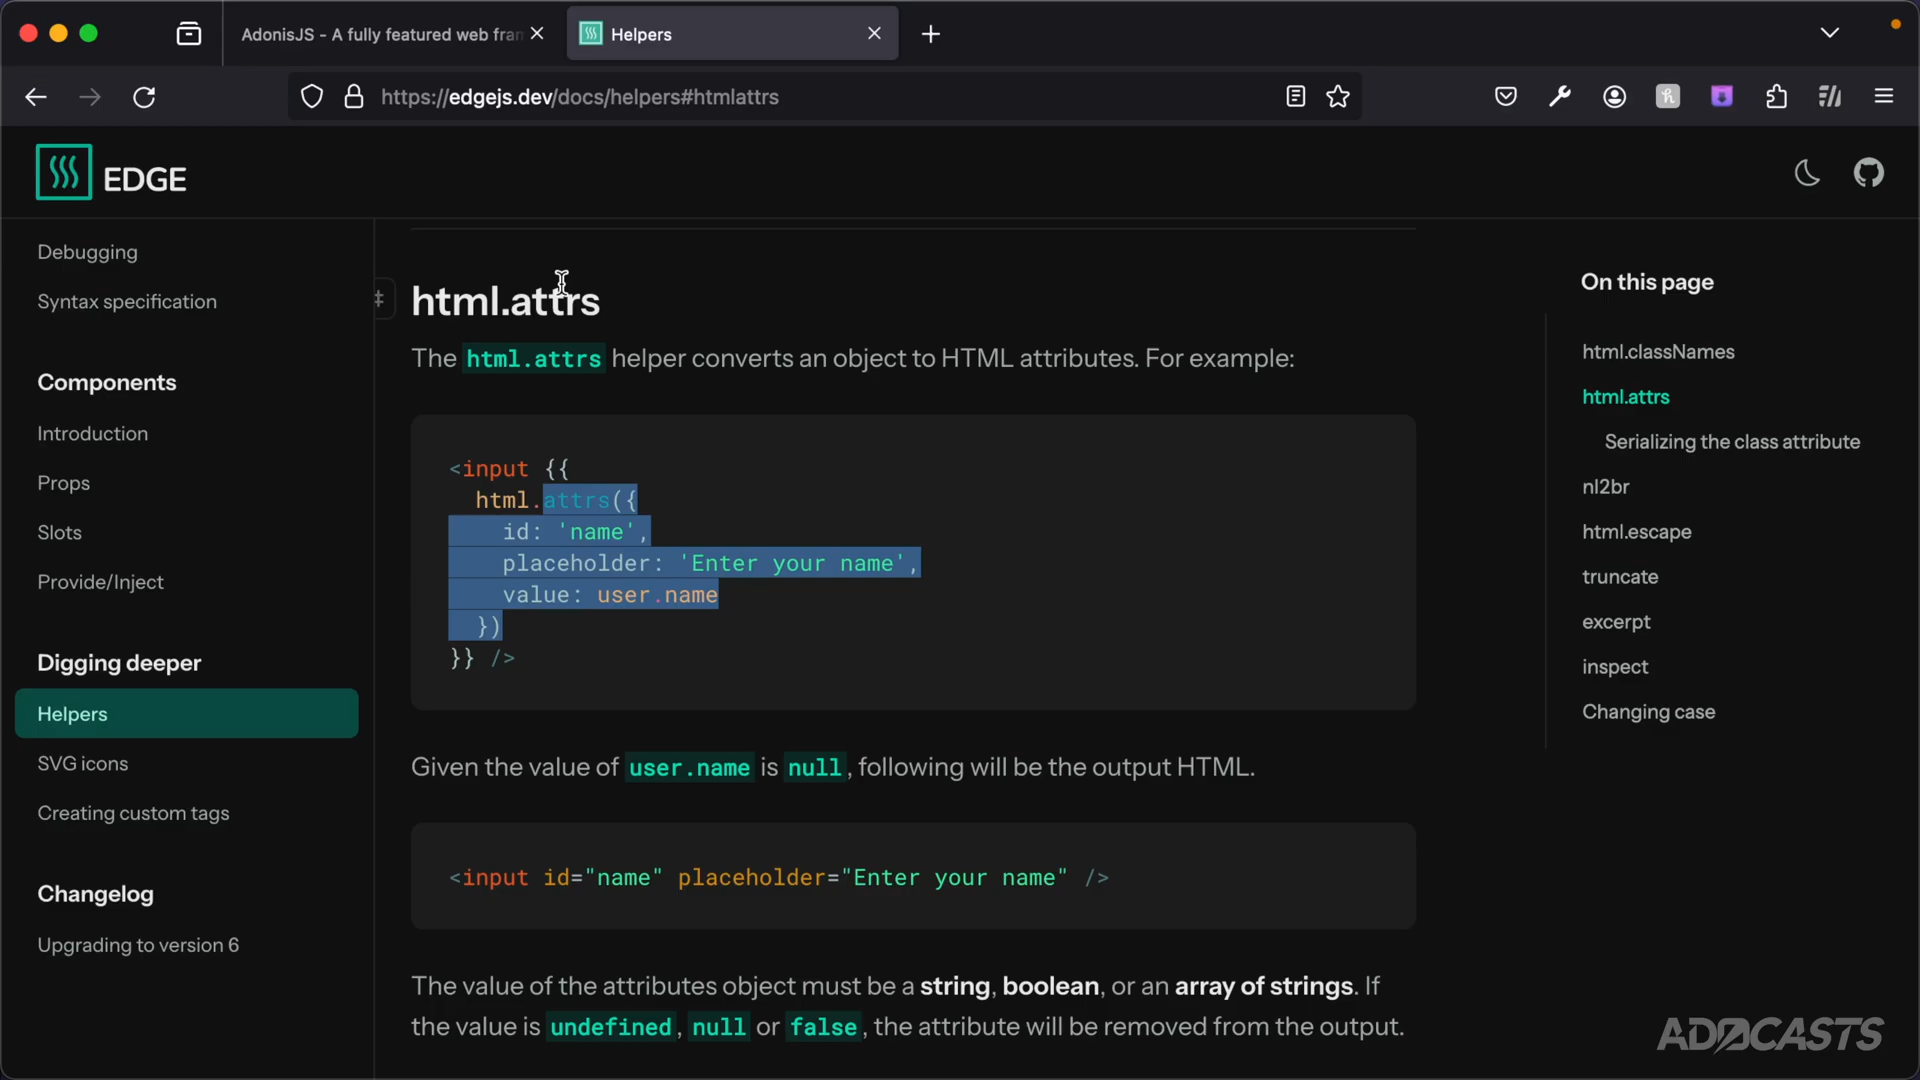 AdonisJS - A fully featured web fran
Helpers
https://edgejs.dev/docs/helpers#htmlattrs
EDGE
Debugging
Syntax specification
Components
Introduction
Props
Slots
Provide/Inject
Digging deeper
Helpers
SVG icons
Creating custom tags
Changelog
Upgrading to version 6
html.attrs
The html.attrs helper converts an object to HTML attributes. For example:
<input {{
html.attrs({
id: 'name',
placeholder: 'Enter your name',
value: user.name
})
}} />
Given the value of user.name is null, following will be the output HTML.
<input id="name" placeholder="Enter your name" />
The value of the attributes object must be a string, boolean, or an array of strings. If
the value is undefined, null or false, the attribute will be removed from the output.
On this page
html.classNames
html.attrs
Serializing the class attribute
nl2br
html.escape
truncate
excerpt
inspect
Changing case
ADOCASTS